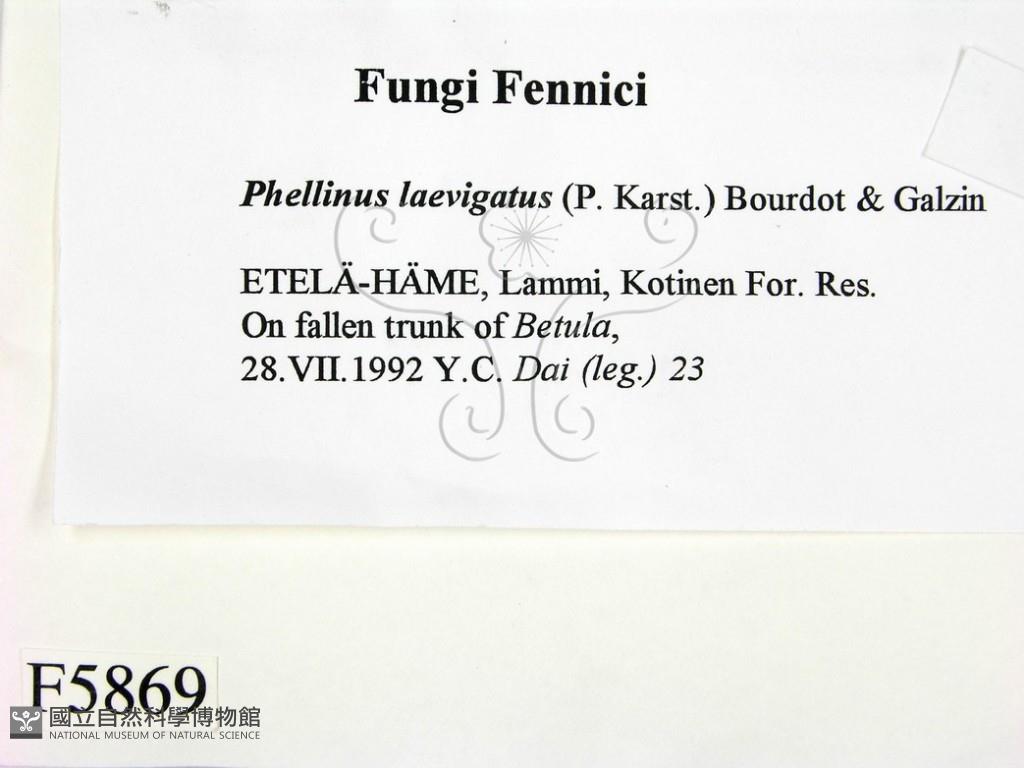 Fungi Fennici
Phellinus laevigatus (P. Karst.) Bourdot & Galzin
ETELÄ-HÄME, Lammi, Kotinen For. Res.
On fallen trunk of Betula,
28.VII.1992 Y.C. Dai (leg.) 23
F5869
國立自然科學博物館
NATIONAL MUSEUM OF NATURAL SCIENCE